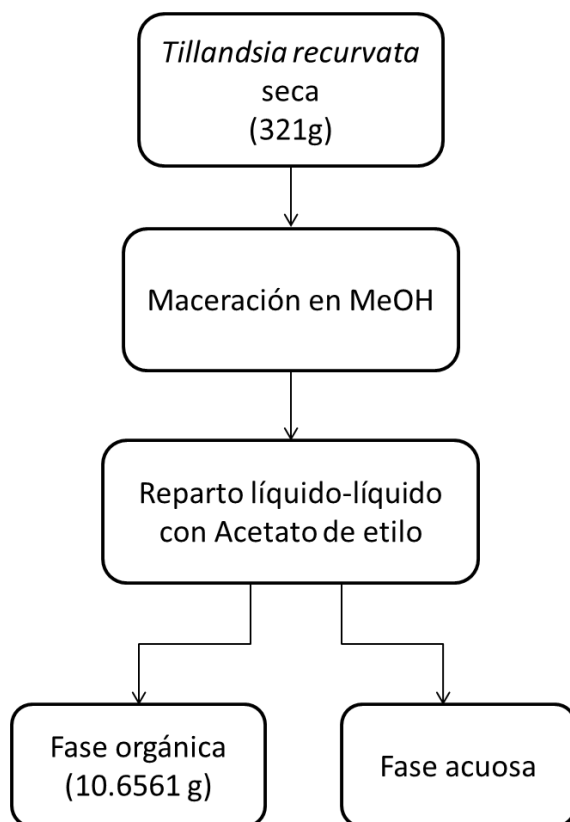 Tillandsia recurvata
seca
(321g)
Maceración en MeOH
Reparto líquido-líquido
con Acetato de etilo
Fase orgánica
(10.6561 g)
Fase acuosa